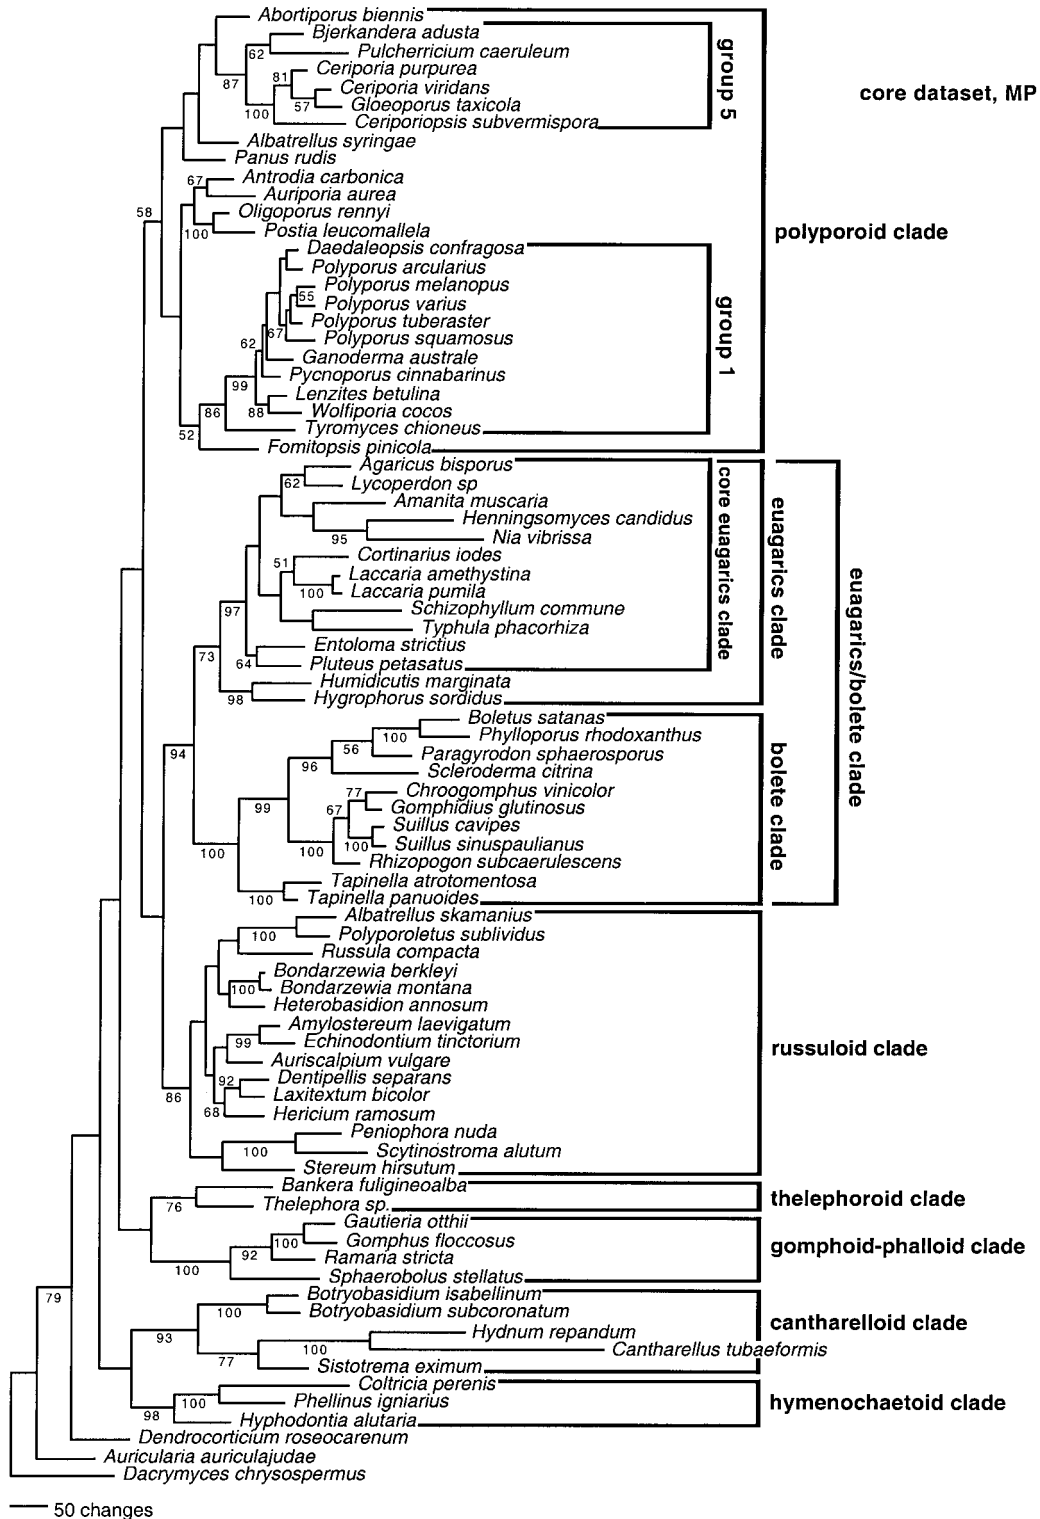 Abortiporus biennis
Bjerkandera adusta
62
Pulcherricium caeruleum
87
81
Ceriporia purpurea
Ceriporia viridans
57
Gloeoporus taxicola
100
Ceriporiopsis subvermispora
group 5
core dataset, MP
Albatrellus syringae
Panus rudis
67
Antrodia carbonica
Auriporia aurea
58
Oligoporus rennyi
100
Postia leucomallela
polyporoid clade
Daedaleopsis confragosa
Polyporus arcularius
Polyporus melanopus
55
Polyporus varius
Polyporus tuberaster
67
Polyporus squamosus
62
Ganoderma australe
Pycnoporus cinnabarinus
99
Lenzites betulina
86
88
Wolfiporia cocos
Tyromyces chioneus
group 1
52
Fomitopsis pinicola
Agaricus bisporus
62
Lycoperdon sp
Amanita muscaria
Henningsomyces candidus
95
Nia vibrissa
Cortinarius iodes
51
Laccaria amethystina
100
Laccaria pumila
97
Schizophyllum commune
Typhula phacorhiza
Entoloma strictius
73
64
Pluteus petasatus
core euagarics clade
euagarics clade
euagarics/bolete clade
Humidicutis marginata
98
Hygrophorus sordidus
Boletus satanas
100
Phylloporus rhodoxanthus
56
Paragyrodon sphaerosporus
94
96
Scleroderma citrina
77
Chroogomphus vinicolor
99
67
Gomphidius glutinosus
Suillus cavipes
100
100
100
Suillus sinuspaulianus
Rhizopogon subcaerulescens
Tapinella atrotomentosa
100
Tapinella panuoides
bolete clade
Albatrellus skamanius
100
Polyporoletus sublividus
Russula compacta
Bondarzewia berkleyi
100
Bondarzewia montana
Heterobasidion annosum
Amylostereum laevigatum
99
Echinodontium tinctorium
russuloid clade
Auriscalpium vulgare
92
Dentipellis separans
86
Laxitextum bicolor
68
Hericium ramosum
Peniophora nuda
100
Scytinostroma alutum
Stereum hirsutum
Bankera fuligineoalba
76
Thelephora sp.
thelephoroid clade
Gautieria otthii
100
Gomphus floccosus
gomphoid-phalloid clade
92
Ramaria stricta
100
Sphaerobolus stellatus
79
Botryobasidium isabellinum
100
Botryobasidium subcoronatum
93
Hydnum repandum
cantharelloid clade
100
Cantharellus tubaeformis
77
Sistotrema eximum
Coltricia perenis
100
Phellinus igniarius
hymenochaetoid clade
98
Hyphodontia alutaria
Dendrocorticium roseocarenum
Auricularia auriculajudae
Dacrymyces chrysospermus
50 changes